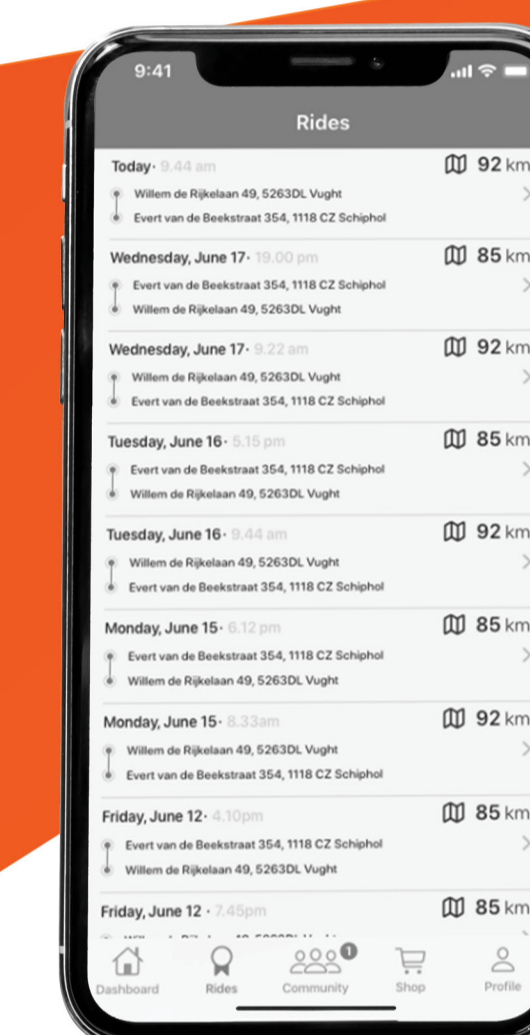 9:41
Rides
Today· 9.44 am 92 km
Willem de Rijkelaan 49, 5263DL Vught
Evert van de Beekstraat 354, 1118 CZ Schiphol
Wednesday, June 17· 19.00 pm 85 km
Evert van de Beekstraat 354, 1118 CZ Schiphol
Willem de Rijkelaan 49, 5263DL Vught
Wednesday, June 17· 9.22 am 92 km
Willem de Rijkelaan 49, 5263DL Vught
Evert van de Beekstraat 354, 1118 CZ Schiphol
Tuesday, June 16· 5.15 pm 85 km
Evert van de Beekstraat 354, 1118 CZ Schiphol
Willem de Rijkelaan 49, 5263DL Vught
Tuesday, June 16· 9.44 am 92 km
Willem de Rijkelaan 49, 5263DL Vught
Evert van de Beekstraat 354, 1118 CZ Schiphol
Monday, June 15· 6.12 pm 85 km
Evert van de Beekstraat 354, 1118 CZ Schiphol
Willem de Rijkelaan 49, 5263DL Vught
Monday, June 15· 8.33am 92 km
Willem de Rijkelaan 49, 5263DL Vught
Evert van de Beekstraat 354, 1118 CZ Schiphol
Friday, June 12· 4.10pm 85 km
Evert van de Beekstraat 354, 1118 CZ Schiphol
Willem de Rijkelaan 49, 5263DL Vught
Friday, June 12 · 7.45pm 85 km
1
Dashboard Rides Community Shop Profile